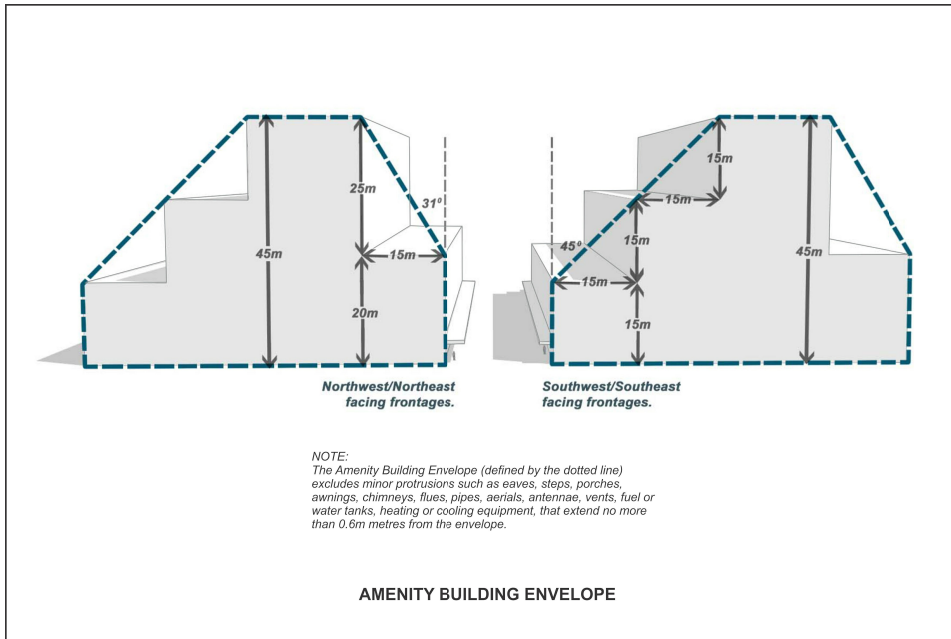 25m
31º
45m
15m
20m
Northwest/Northeast
facing frontages.
15m
15m
45º
15m
45m
15m
15m
Southwest/Southeast
facing frontages.
NOTE:
The Amenity Building Envelope (defined by the dotted line)
excludes minor protrusions such as eaves, steps, porches,
awnings, chimneys, flues, pipes, aerials, antennae, vents, fuel or
water tanks, heating or cooling equipment, that extend no more
than 0.6m metres from the envelope.
AMENITY BUILDING ENVELOPE